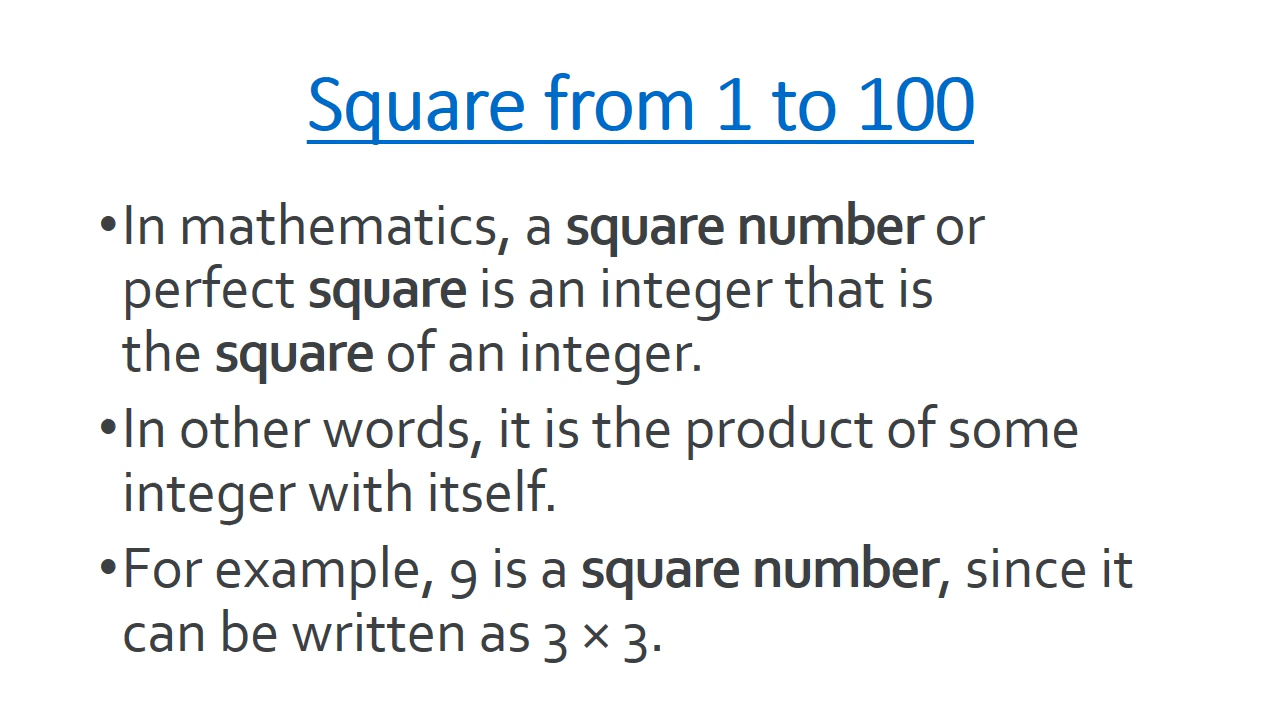 Square from 1 to 100
•In mathematics, a square number or
perfect square is an integer that is
the square of an integer.
•In other words, it is the product of some
integer with itself.
•For example, 9 is a square number, since it
can be written as 3 × 3.